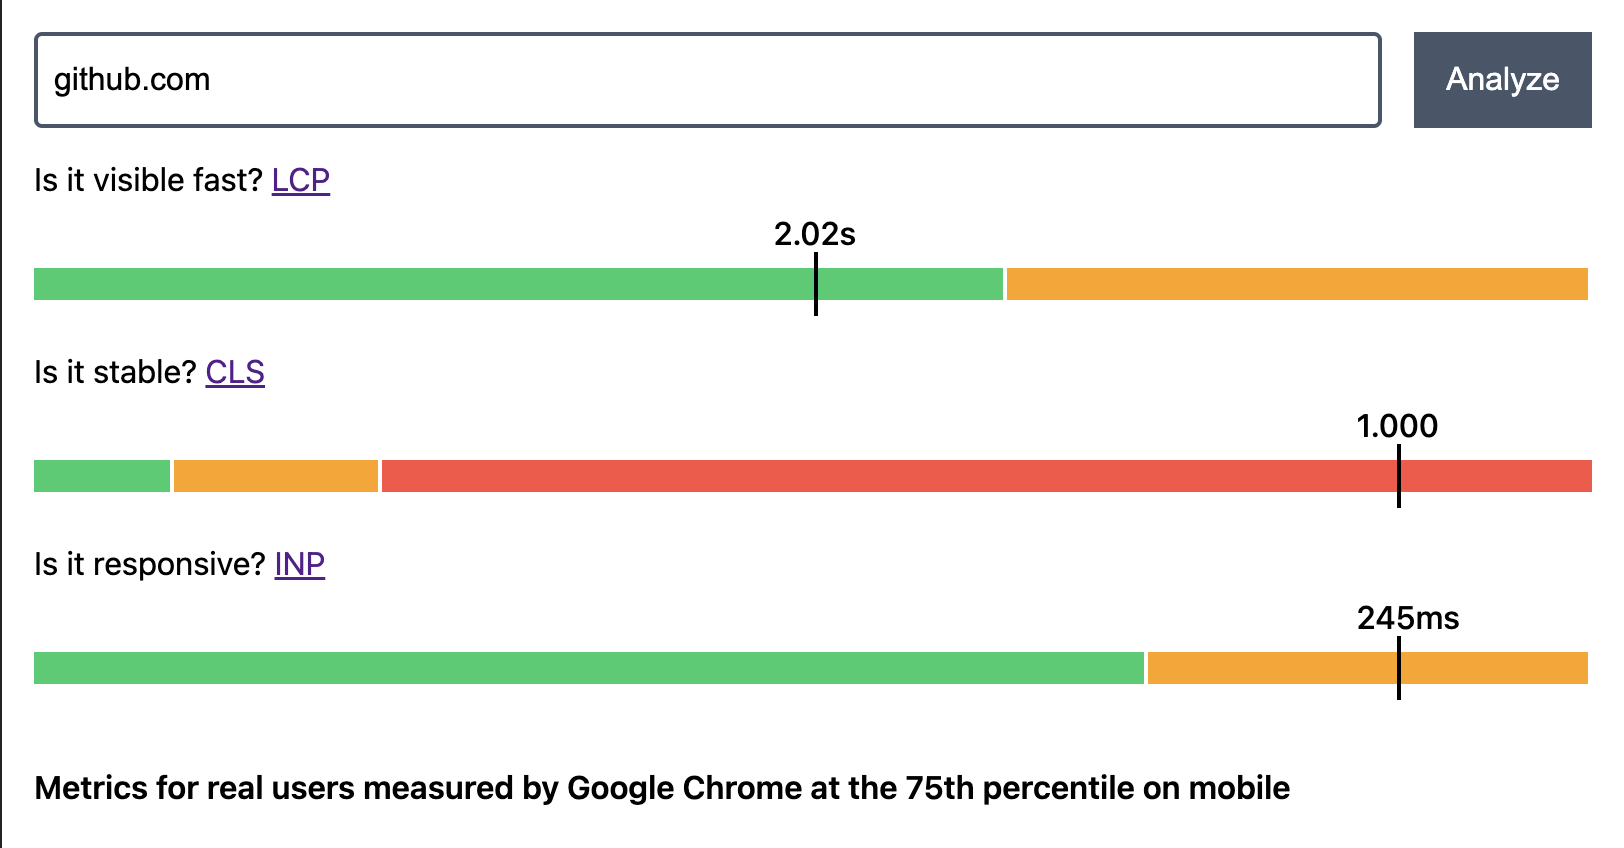 github.com
Analyze
Is it visible fast? LCP
2.02s
Is it stable? CLS
1.000
Is it responsive? INP
245ms
Metrics for real users measured by Google Chrome at the 75th percentile on mobile